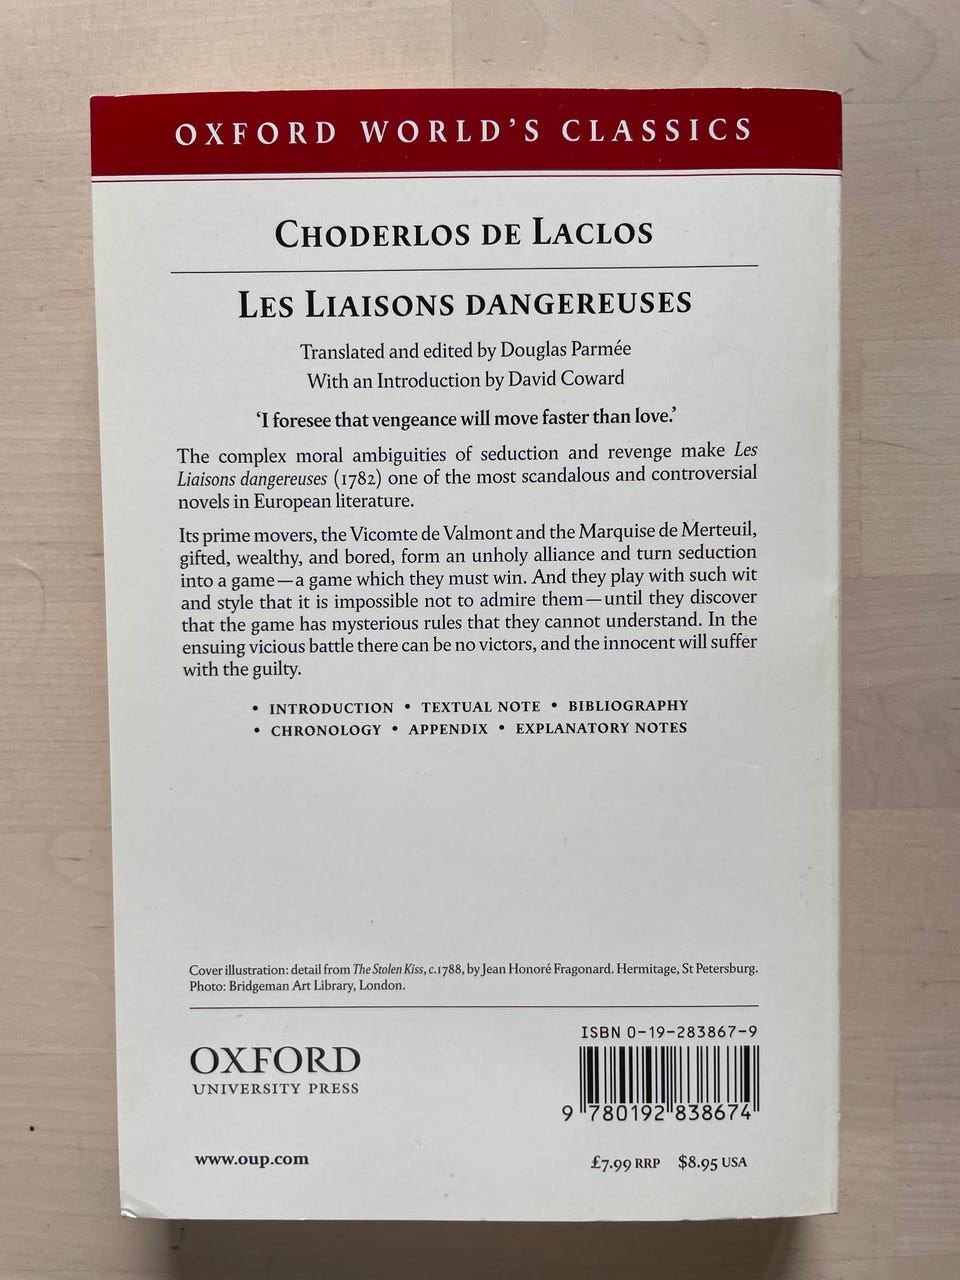 OXFORD WORLD'S CLASSICS
CHODERLOS DE LACLOS
LES LIAISONS DANGEREUSES
Translated and edited by Douglas Parmée
With an Introduction by David Coward
‘I foresee that vengeance will move faster than love.’
The complex moral ambiguities of seduction and revenge make Les
Liaisons dangereuses (1782) one of the most scandalous and controversial
novels in European literature.
Its prime movers, the Vicomte de Valmont and the Marquise de Merteuil,
gifted, wealthy, and bored, form an unholy alliance and turn seduction
into a game—a game which they must win. And they play with such wit
and style that it is impossible not to admire them—until they discover
that the game has mysterious rules that they cannot understand. In the
ensuing vicious battle there can be no victors, and the innocent will suffer
with the guilty.
• INTRODUCTION • TEXTUAL NOTE • BIBLIOGRAPHY
• CHRONOLOGY • APPENDIX • EXPLANATORY NOTES
Cover illustration: detail from The Stolen Kiss, c.1788, by Jean Honoré Fragonard. Hermitage, St Petersburg.
Photo: Bridgeman Art Library, London.
OXFORD
UNIVERSITY PRESS
www.oup.com
ISBN 0-19-283867-9
9 780192 838674
£7.99 RRP $8.95 USA